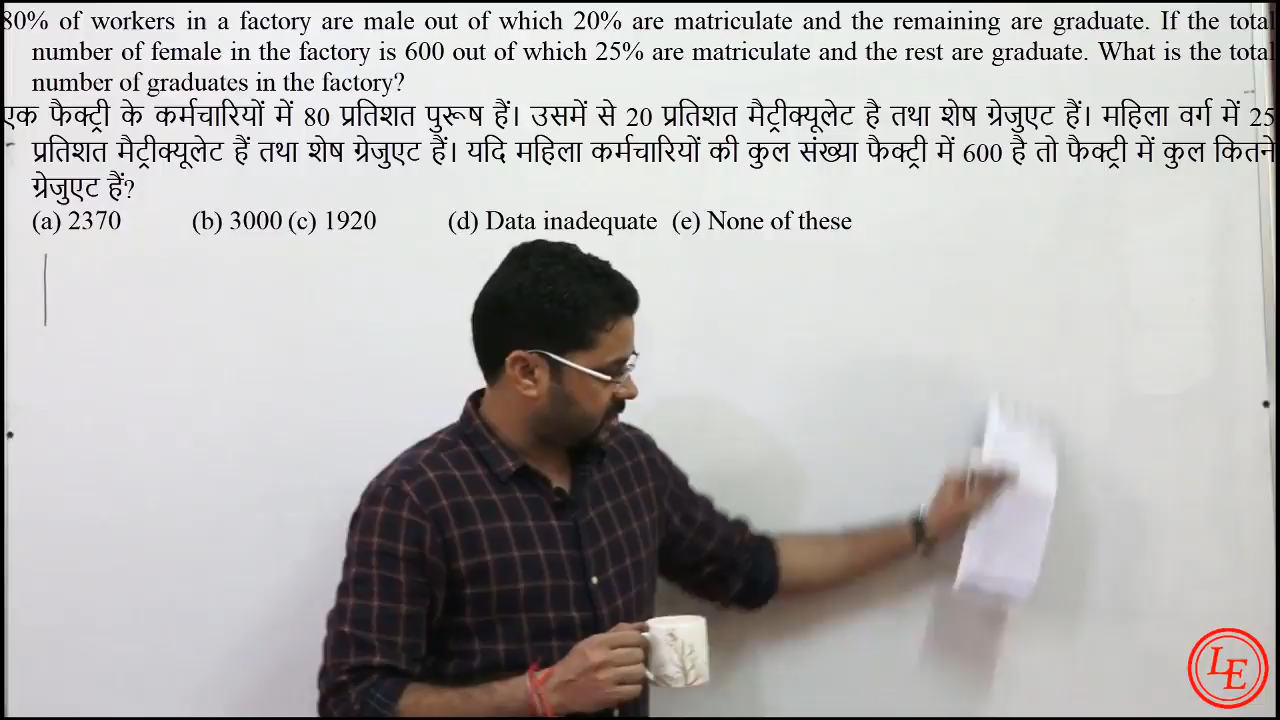 80% of workers in a factory are male out of which 20% are matriculate and the remaining are graduate. If the total
number of female in the factory is 600 out of which 25% are matriculate and the rest are graduate. What is the total
number of graduates in the factory?
एक फैक्ट्री के कर्मचारियों में 80 प्रतिशत पुरूष हैं। उसमें से 20 प्रतिशत मैट्रीक्यूलेट है तथा शेष ग्रेजुएट हैं। महिला वर्ग में 25
प्रतिशत मैट्रीक्यूलेट हैं तथा शेष ग्रेजुएट हैं। यदि महिला कर्मचारियों की कुल संख्या फैक्ट्री में 600 है तो फैक्ट्री में कुल कितने
ग्रेजुएट हैं?
(a) 2370 (b) 3000 (c) 1920 (d) Data inadequate (e) None of these
LE